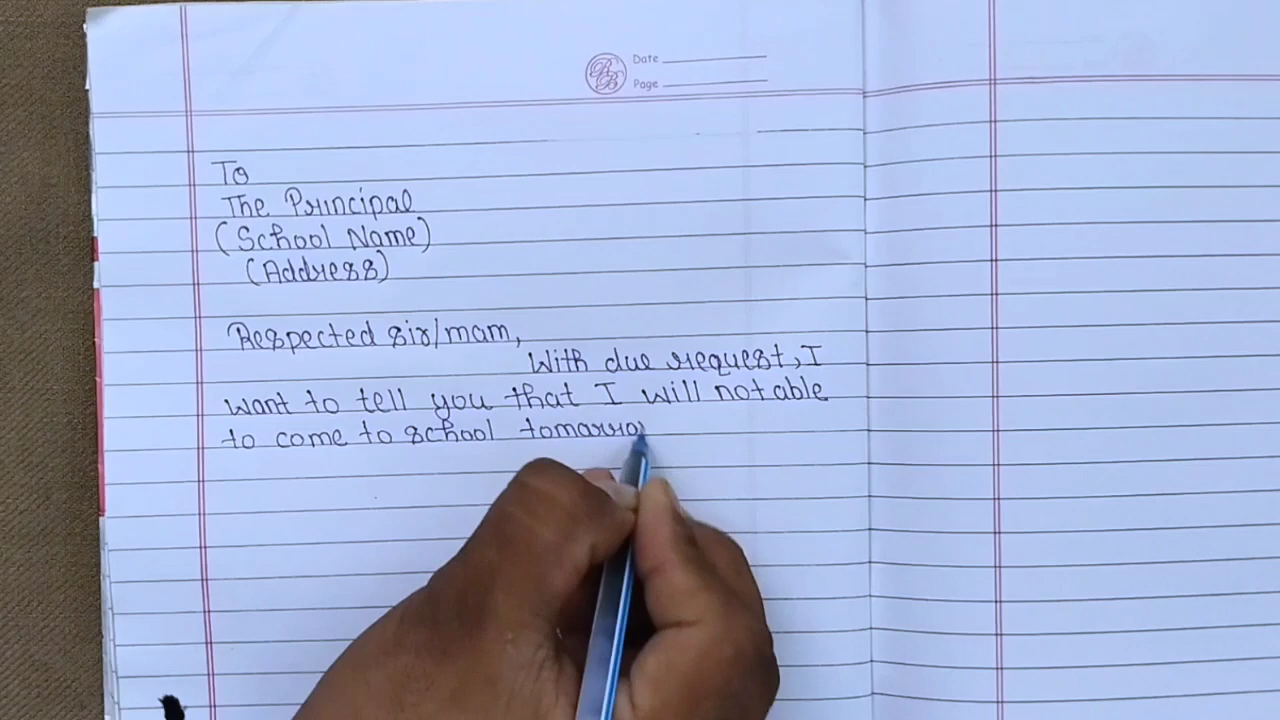 Date
Page
To
The Principal
(School Name)
(Address)
Respected sir/mam,
With due request, I
want to tell you that I will not able
to come to school tomarro